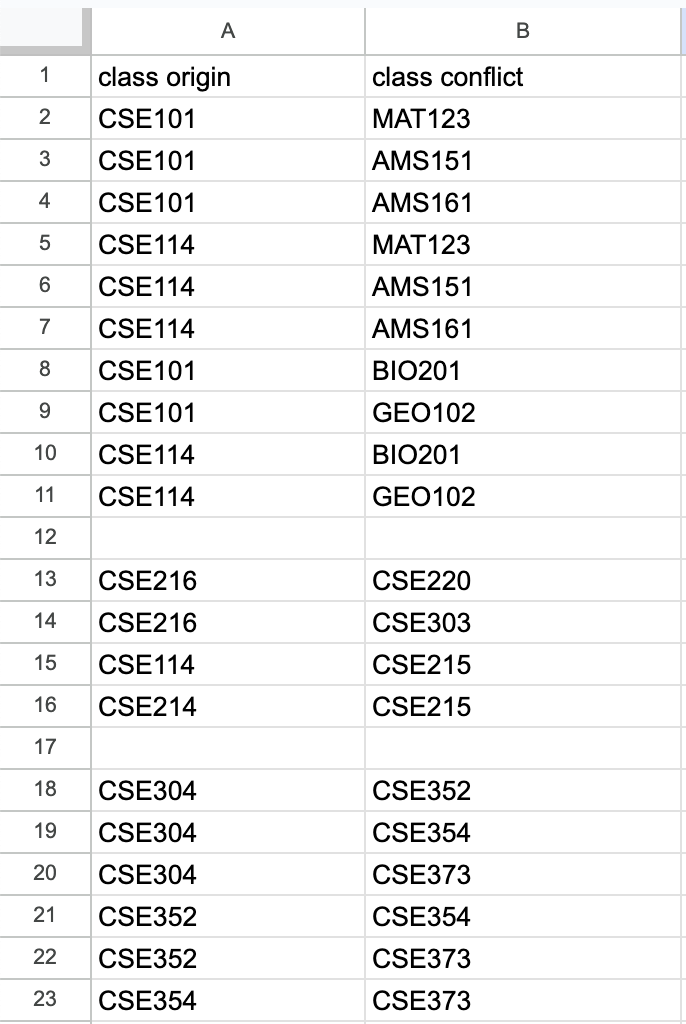 A B
1 class origin class conflict
2 CSE101 MAT123
3 CSE101 AMS151
4 CSE101 AMS161
5 CSE114 MAT123
6 CSE114 AMS151
7 CSE114 AMS161
8 CSE101 BIO201
9 CSE101 GEO102
10 CSE114 BIO201
11 CSE114 GEO102
12
13 CSE216 CSE220
14 CSE216 CSE303
15 CSE114 CSE215
16 CSE214 CSE215
17
18 CSE304 CSE352
19 CSE304 CSE354
20 CSE304 CSE373
21 CSE352 CSE354
22 CSE352 CSE373
23 CSE354 CSE373